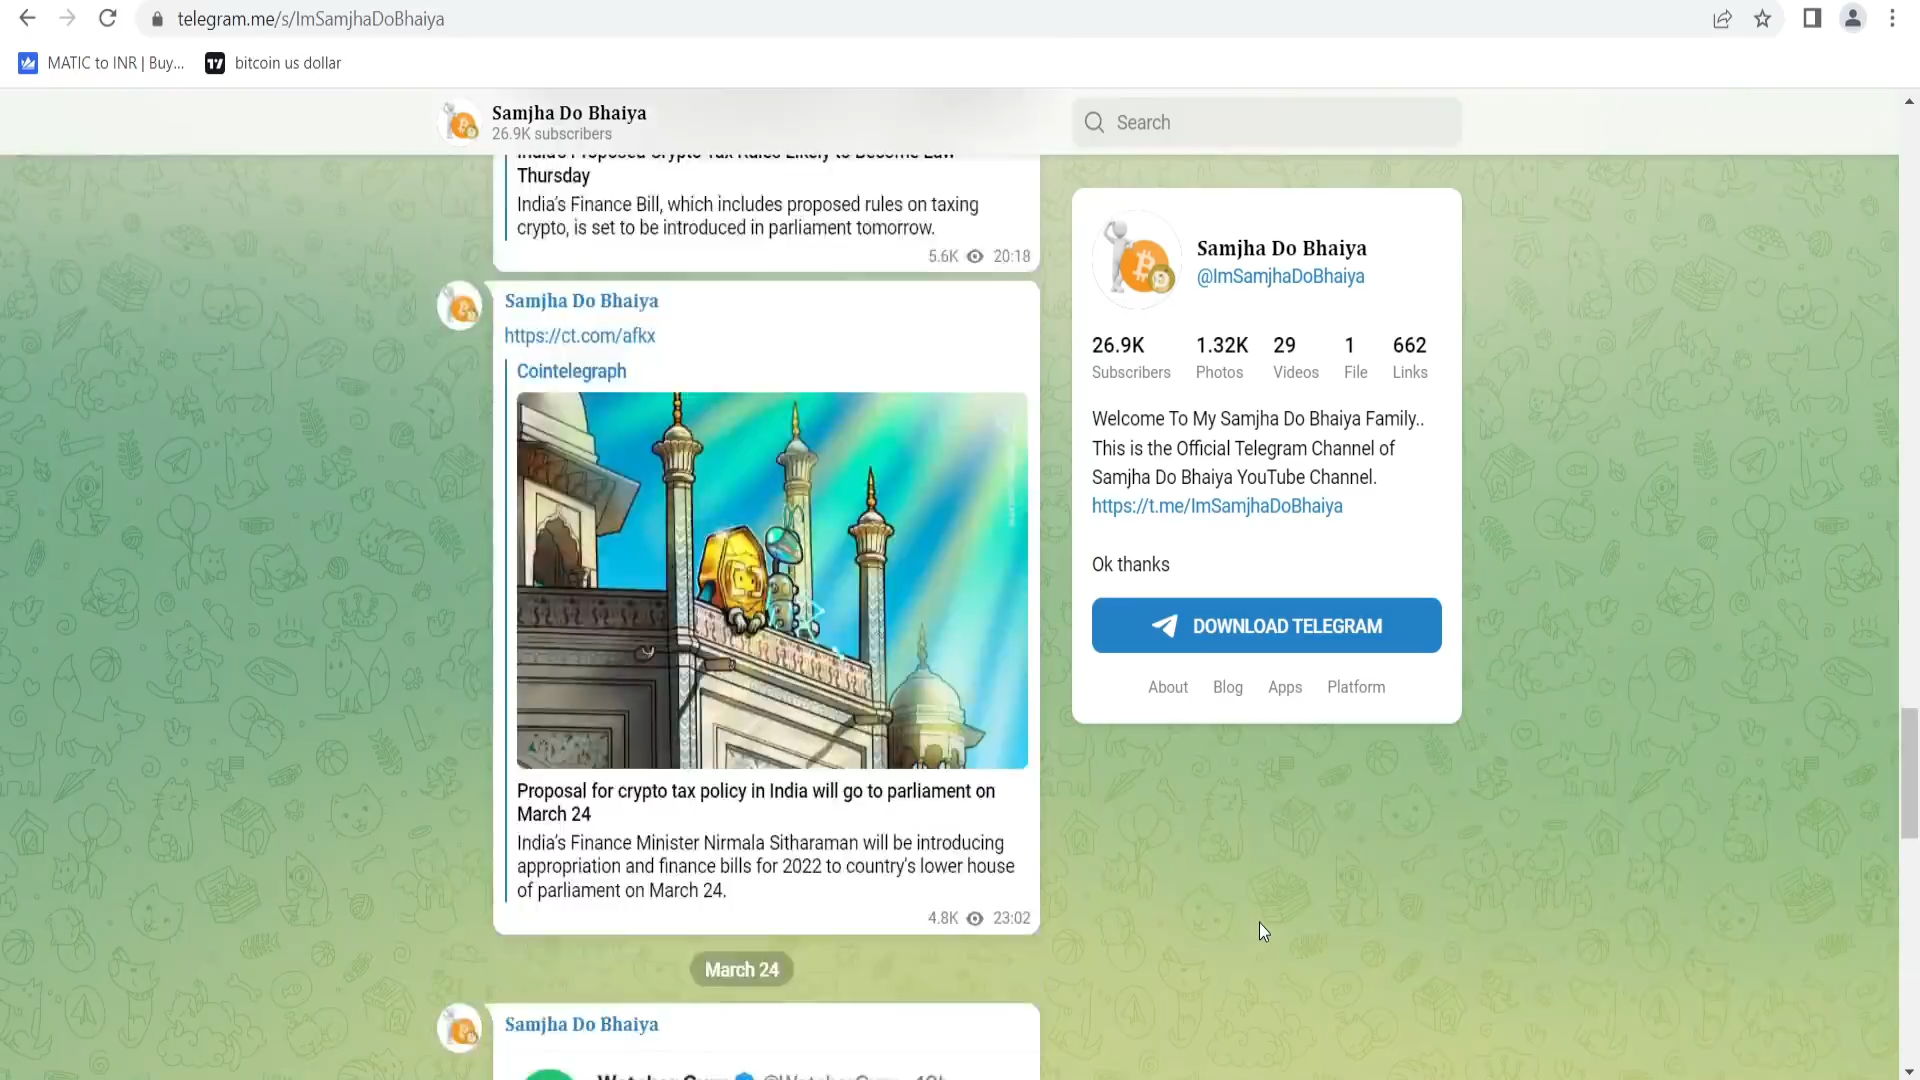 telegram.me/s/ImSamjhaDoBhaiya
MATIC to INR | Buy...
bitcoin us dollar
Samjha Do Bhaiya
26.9K subscribers
Search
India's Proposed Crypto Tax Rules Likely to Become Law
Thursday
India's Finance Bill, which includes proposed rules on taxing
crypto, is set to be introduced in parliament tomorrow.
5.6K 20:18
Samjha Do Bhaiya
https://ct.com/afkx
Cointelegraph
Proposal for crypto tax policy in India will go to parliament on
March 24
India's Finance Minister Nirmala Sitharaman will be introducing
appropriation and finance bills for 2022 to country's lower house
of parliament on March 24.
4.8K 23:02
March 24
Samjha Do Bhaiya
Samjha Do Bhaiya
@ImSamjhaDoBhaiya
26.9K 1.32K 29 1 662
Subscribers Photos Videos File Links
Welcome To My Samjha Do Bhaiya Family..
This is the Official Telegram Channel of
Samjha Do Bhaiya YouTube Channel.
https://t.me/ImSamjhaDoBhaiya
Ok thanks
DOWNLOAD TELEGRAM
About Blog Apps Platform